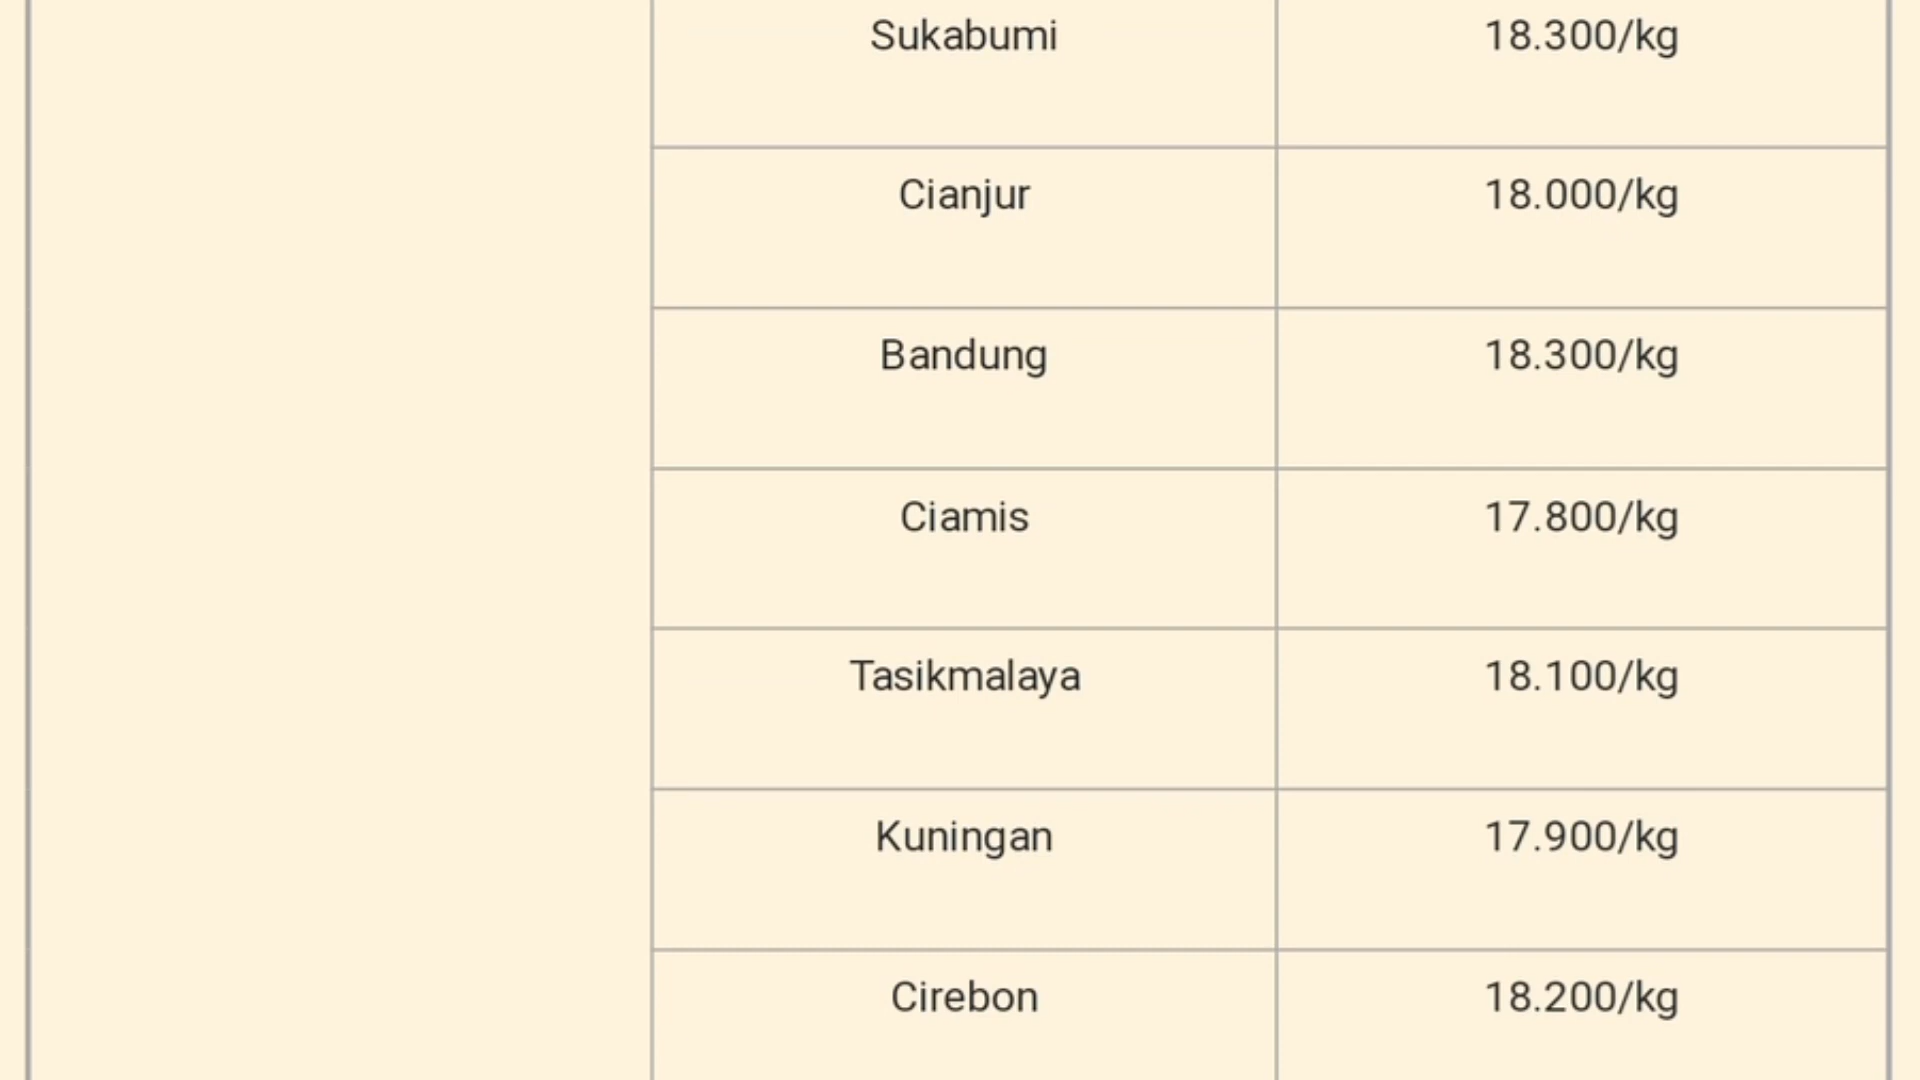 Sukabumi 18.300/kg
Cianjur 18.000/kg
Bandung 18.300/kg
Ciamis 17.800/kg
Tasikmalaya 18.100/kg
Kuningan 17.900/kg
Cirebon 18.200/kg